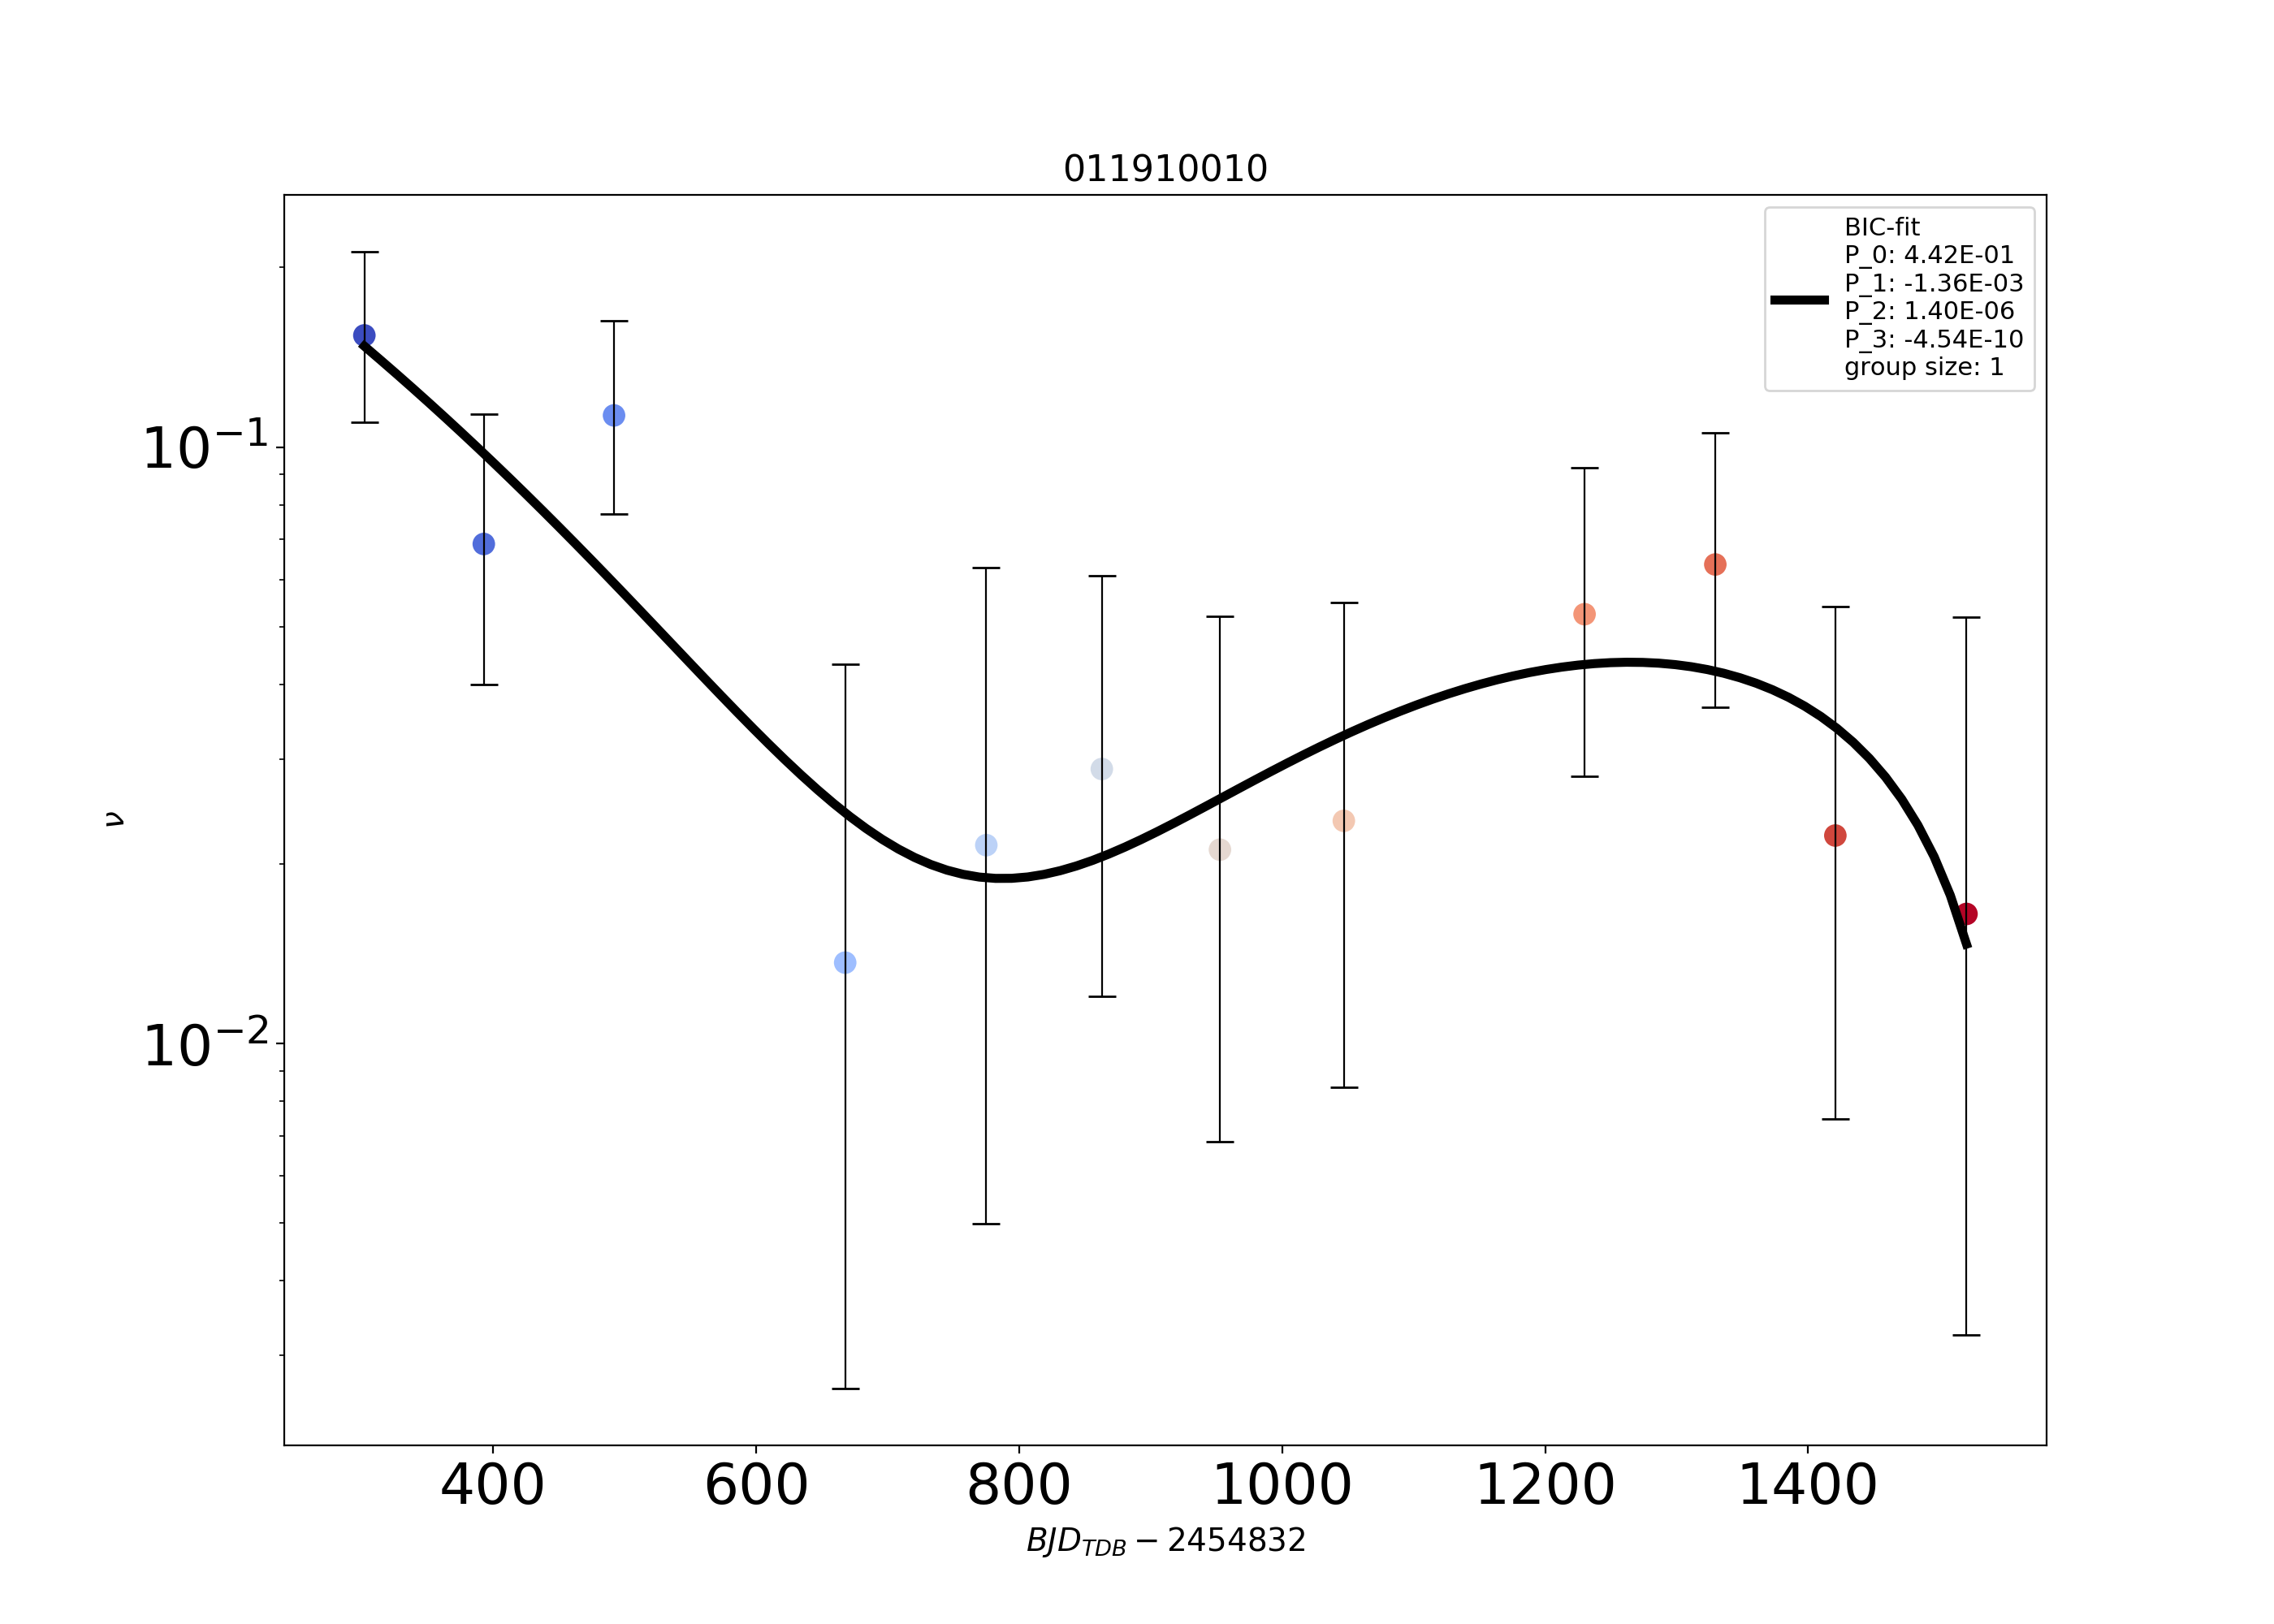 011910010
BIC-fit
P_0: 4.42E-01
P_1: -1.36E-03
P_2: 1.40E-06
P_3: -4.54E-10
group size: 1
10⁻¹
ν
10⁻²
400 600 800 1000 1200 1400
BJD_TDB − 2454832